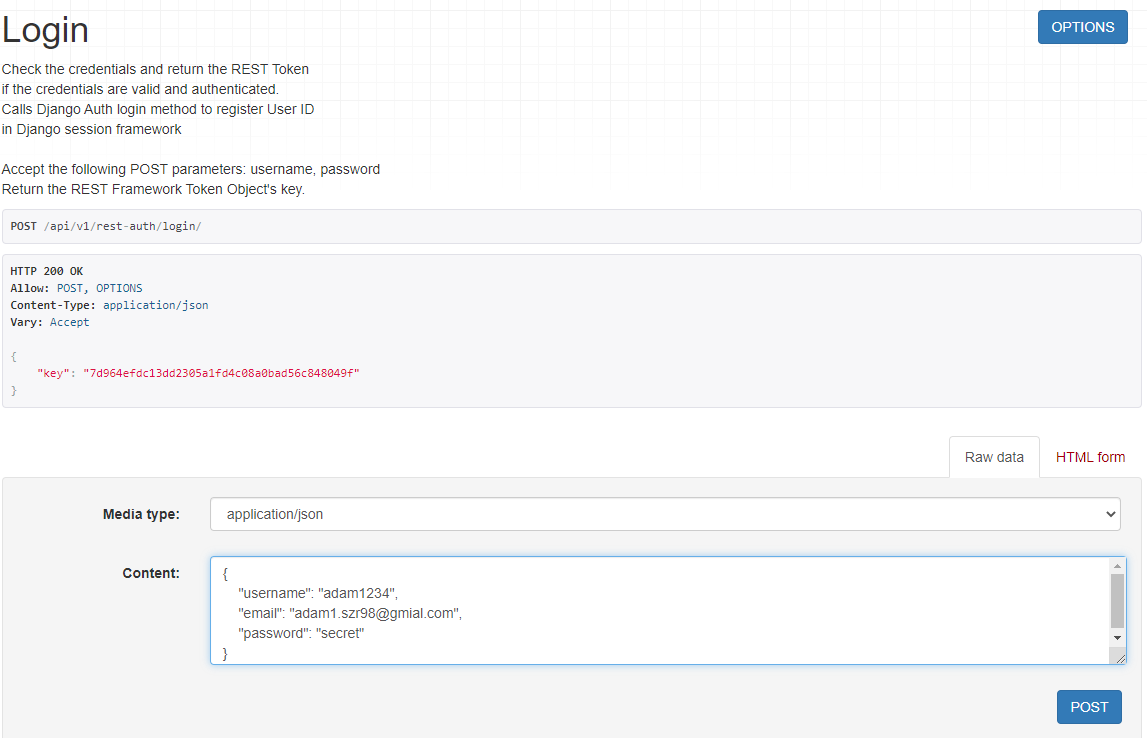 Login
OPTIONS
Check the credentials and return the REST Token
if the credentials are valid and authenticated.
Calls Django Auth login method to register User ID
in Django session framework
Accept the following POST parameters: username, password
Return the REST Framework Token Object's key.
POST /api/v1/rest-auth/login/
HTTP 200 OK
Allow: POST, OPTIONS
Content-Type: application/json
Vary: Accept
{
"key": "7d964efdc13dd2305a1fd4c08a0bad56c848049f"
}
Raw data HTML form
Media type: application/json
Content: {
"username": "adam1234",
"email": "adam1.szr98@gmial.com",
"password": "secret"
}
POST